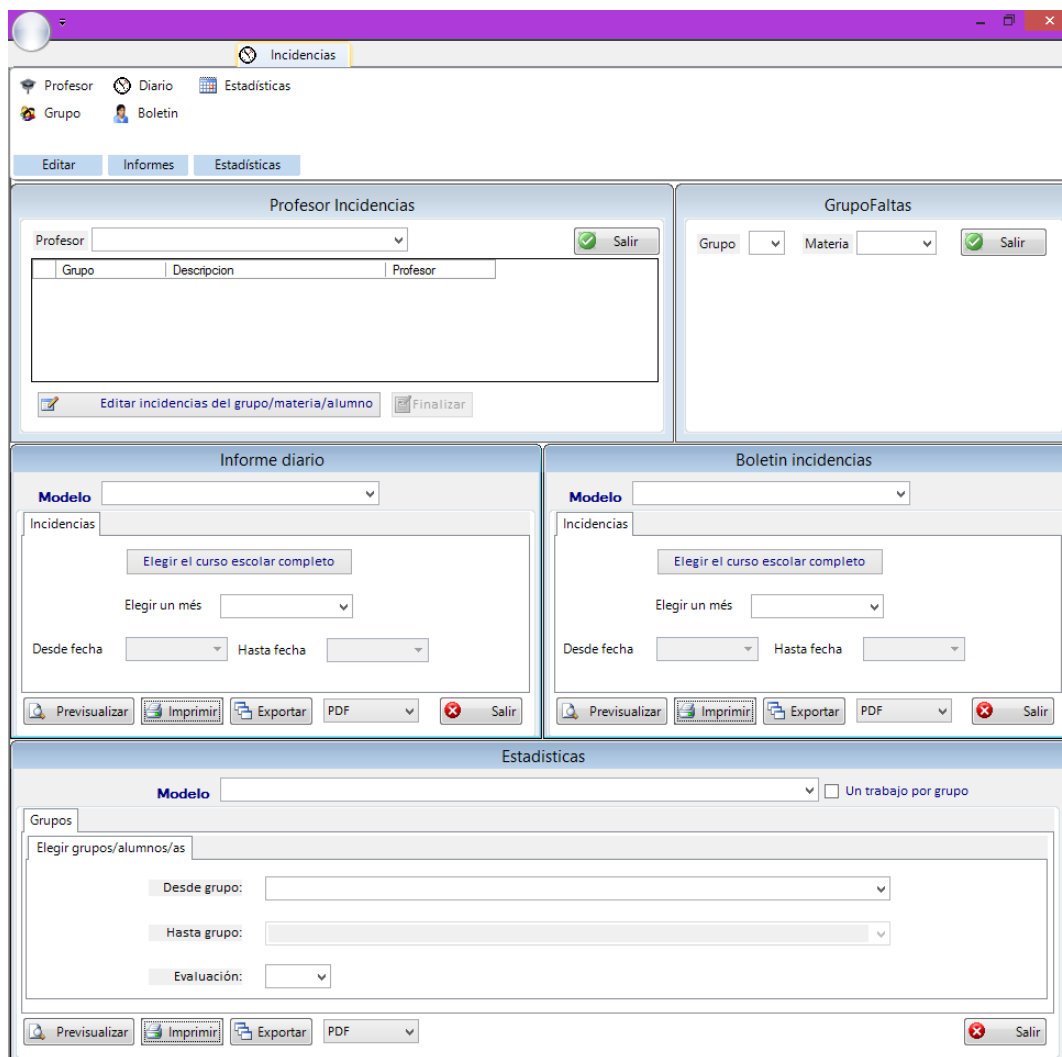 Incidencias
Profesor Diario Estadísticas
Grupo Boletin
Editar Informes Estadísticas
Profesor Incidencias
Profesor Salir
Grupo Descripcion Profesor
Editar incidencias del grupo/materia/alumno Finalizar
GrupoFaltas
Grupo Materia Salir
Informe diario
Modelo
Incidencias
Elegir el curso escolar completo
Elegir un més
Desde fecha Hasta fecha
Previsualizar Imprimir Exportar PDF Salir
Boletin incidencias
Modelo
Incidencias
Elegir el curso escolar completo
Elegir un més
Desde fecha Hasta fecha
Previsualizar Imprimir Exportar PDF Salir
Estadisticas
Modelo Un trabajo por grupo
Grupos
Elegir grupos/alumnos/as
Desde grupo:
Hasta grupo:
Evaluación:
Previsualizar Imprimir Exportar PDF Salir